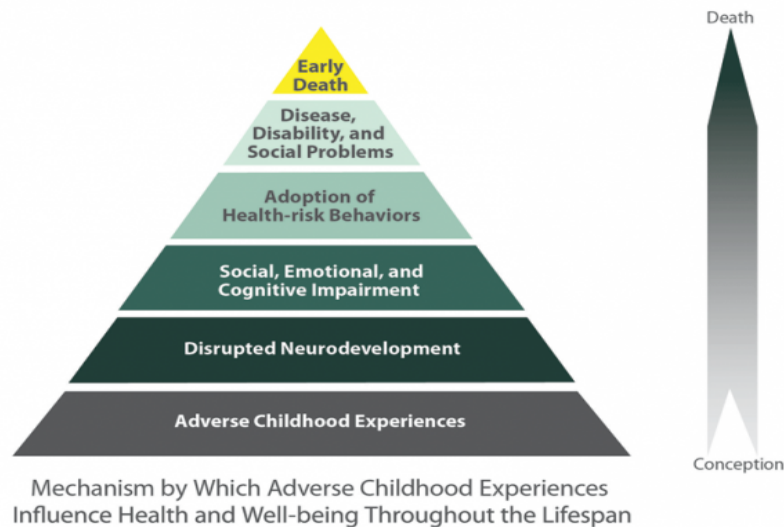 Death
Early
Death
Disease,
Disability, and
Social Problems
Adoption of
Health-risk Behaviors
Social, Emotional, and
Cognitive Impairment
Disrupted Neurodevelopment
Adverse Childhood Experiences
Conception
Mechanism by Which Adverse Childhood Experiences
Influence Health and Well-being Throughout the Lifespan